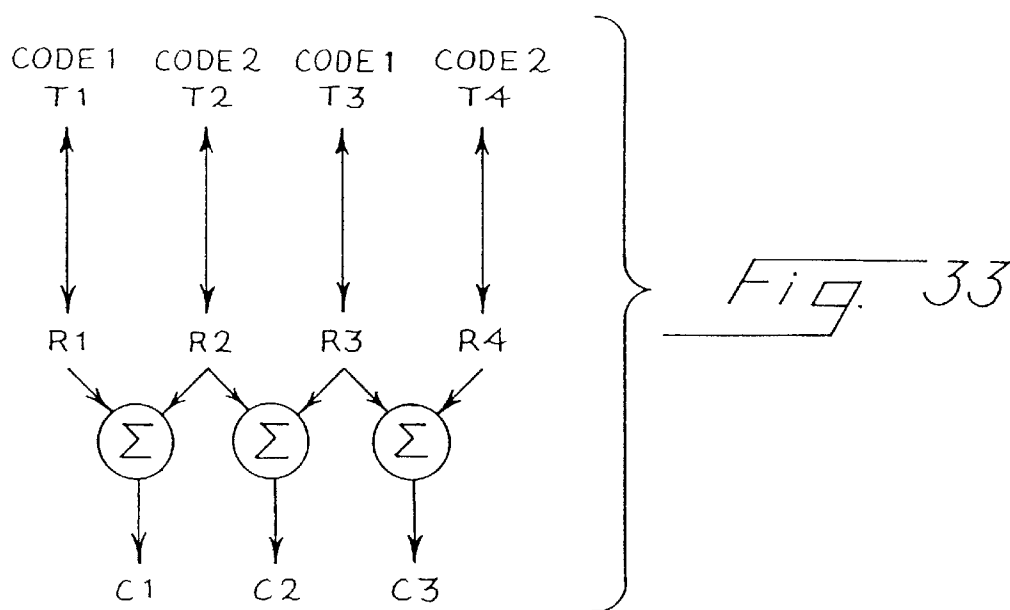 CODE 1 CODE 2 CODE 1 CODE 2
T1 T2 T3 T4
R1 R2 R3 R4
Σ Σ Σ
C1 C2 C3
Fig. 33